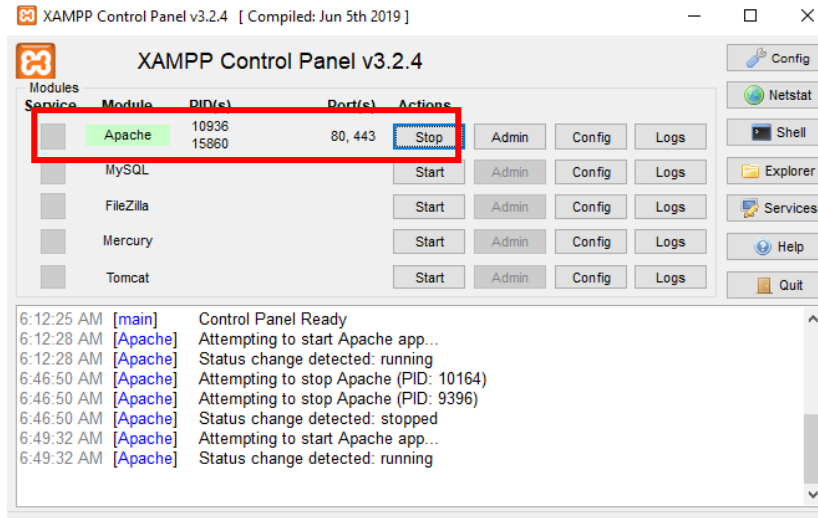 XAMPP Control Panel v3.2.4 [ Compiled: Jun 5th 2019 ]
XAMPP Control Panel v3.2.4
Config
Modules
Service Module PID(s) Port(s) Actions
Netstat
Apache 10936 15860 80, 443 Stop Admin Config Logs
Shell
MySQL Start Admin Config Logs
Explorer
FileZilla Start Admin Config Logs
Services
Mercury Start Admin Config Logs
Help
Tomcat Start Admin Config Logs
Quit
6:12:25 AM [main] Control Panel Ready
6:12:28 AM [Apache] Attempting to start Apache app...
6:12:28 AM [Apache] Status change detected: running
6:46:50 AM [Apache] Attempting to stop Apache (PID: 10164)
6:46:50 AM [Apache] Attempting to stop Apache (PID: 9396)
6:46:50 AM [Apache] Status change detected: stopped
6:49:32 AM [Apache] Attempting to start Apache app...
6:49:32 AM [Apache] Status change detected: running